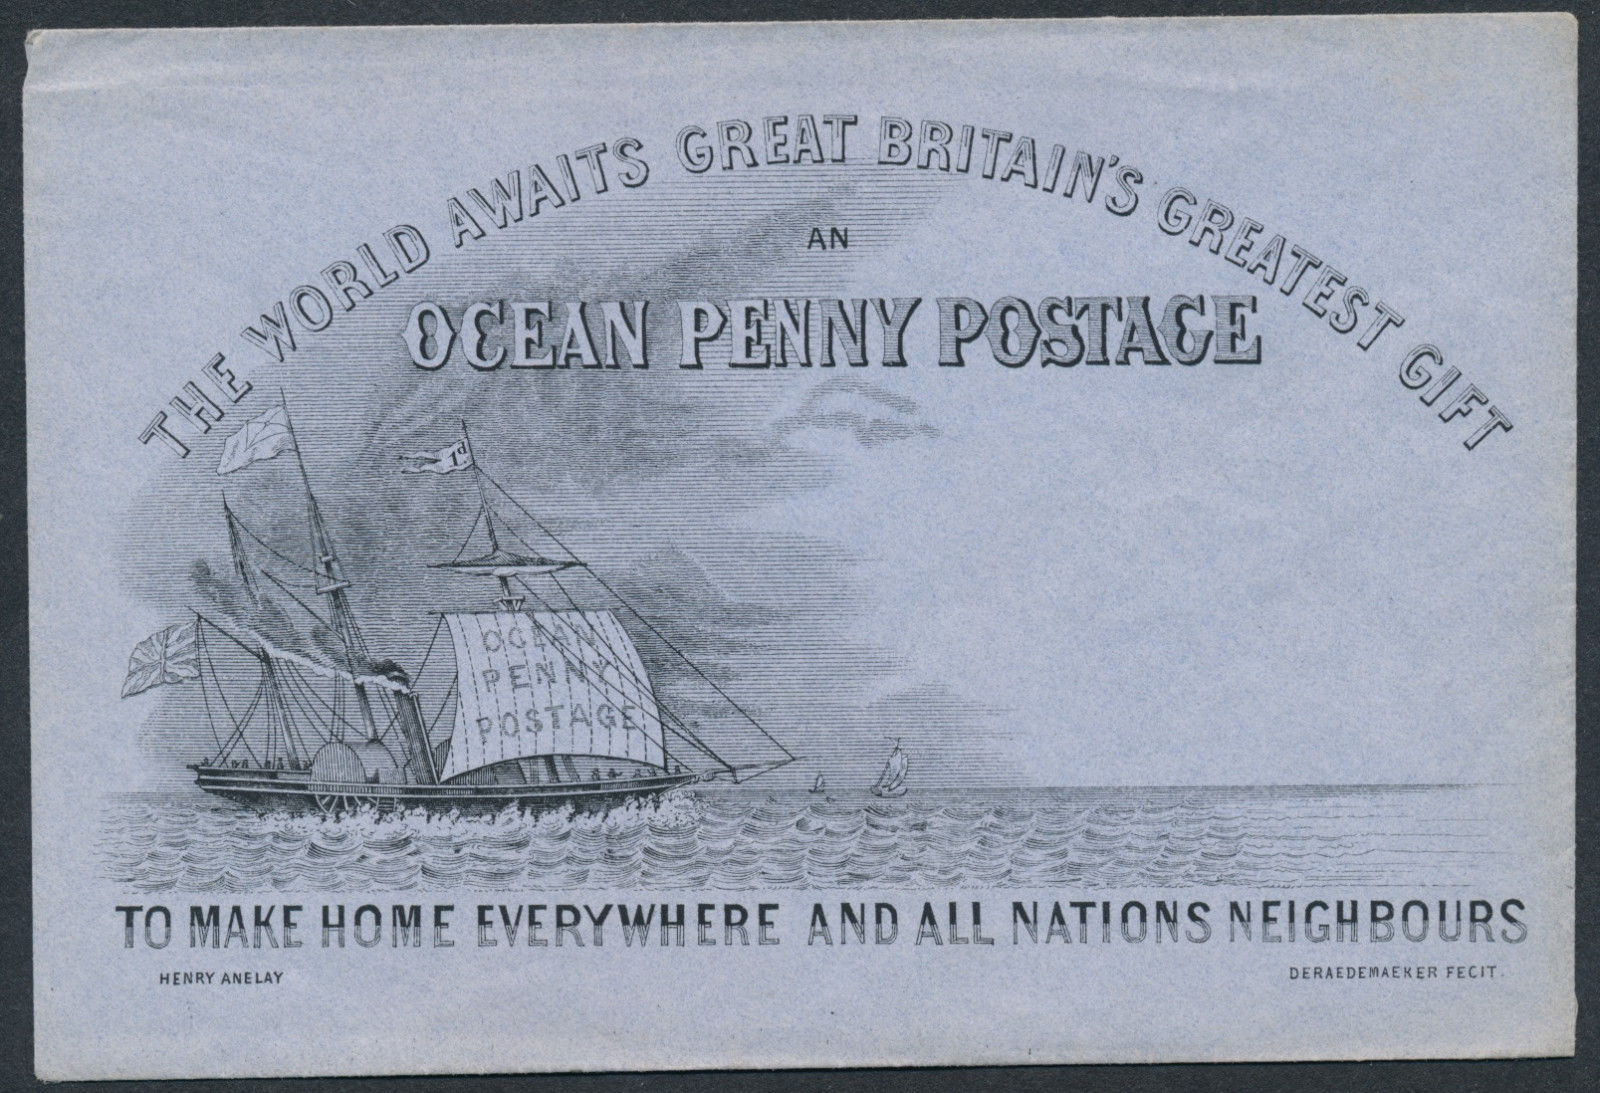 THE WORLD AWAITS GREAT BRITAIN'S GREATEST GIFT
AN
OCEAN PENNY POSTAGE
1d
OCEAN
PENNY
POSTAGE
TO MAKE HOME EVERYWHERE AND ALL NATIONS NEIGHBOURS
HENRY ANELAY
DERAEDEMAEKER FECIT.